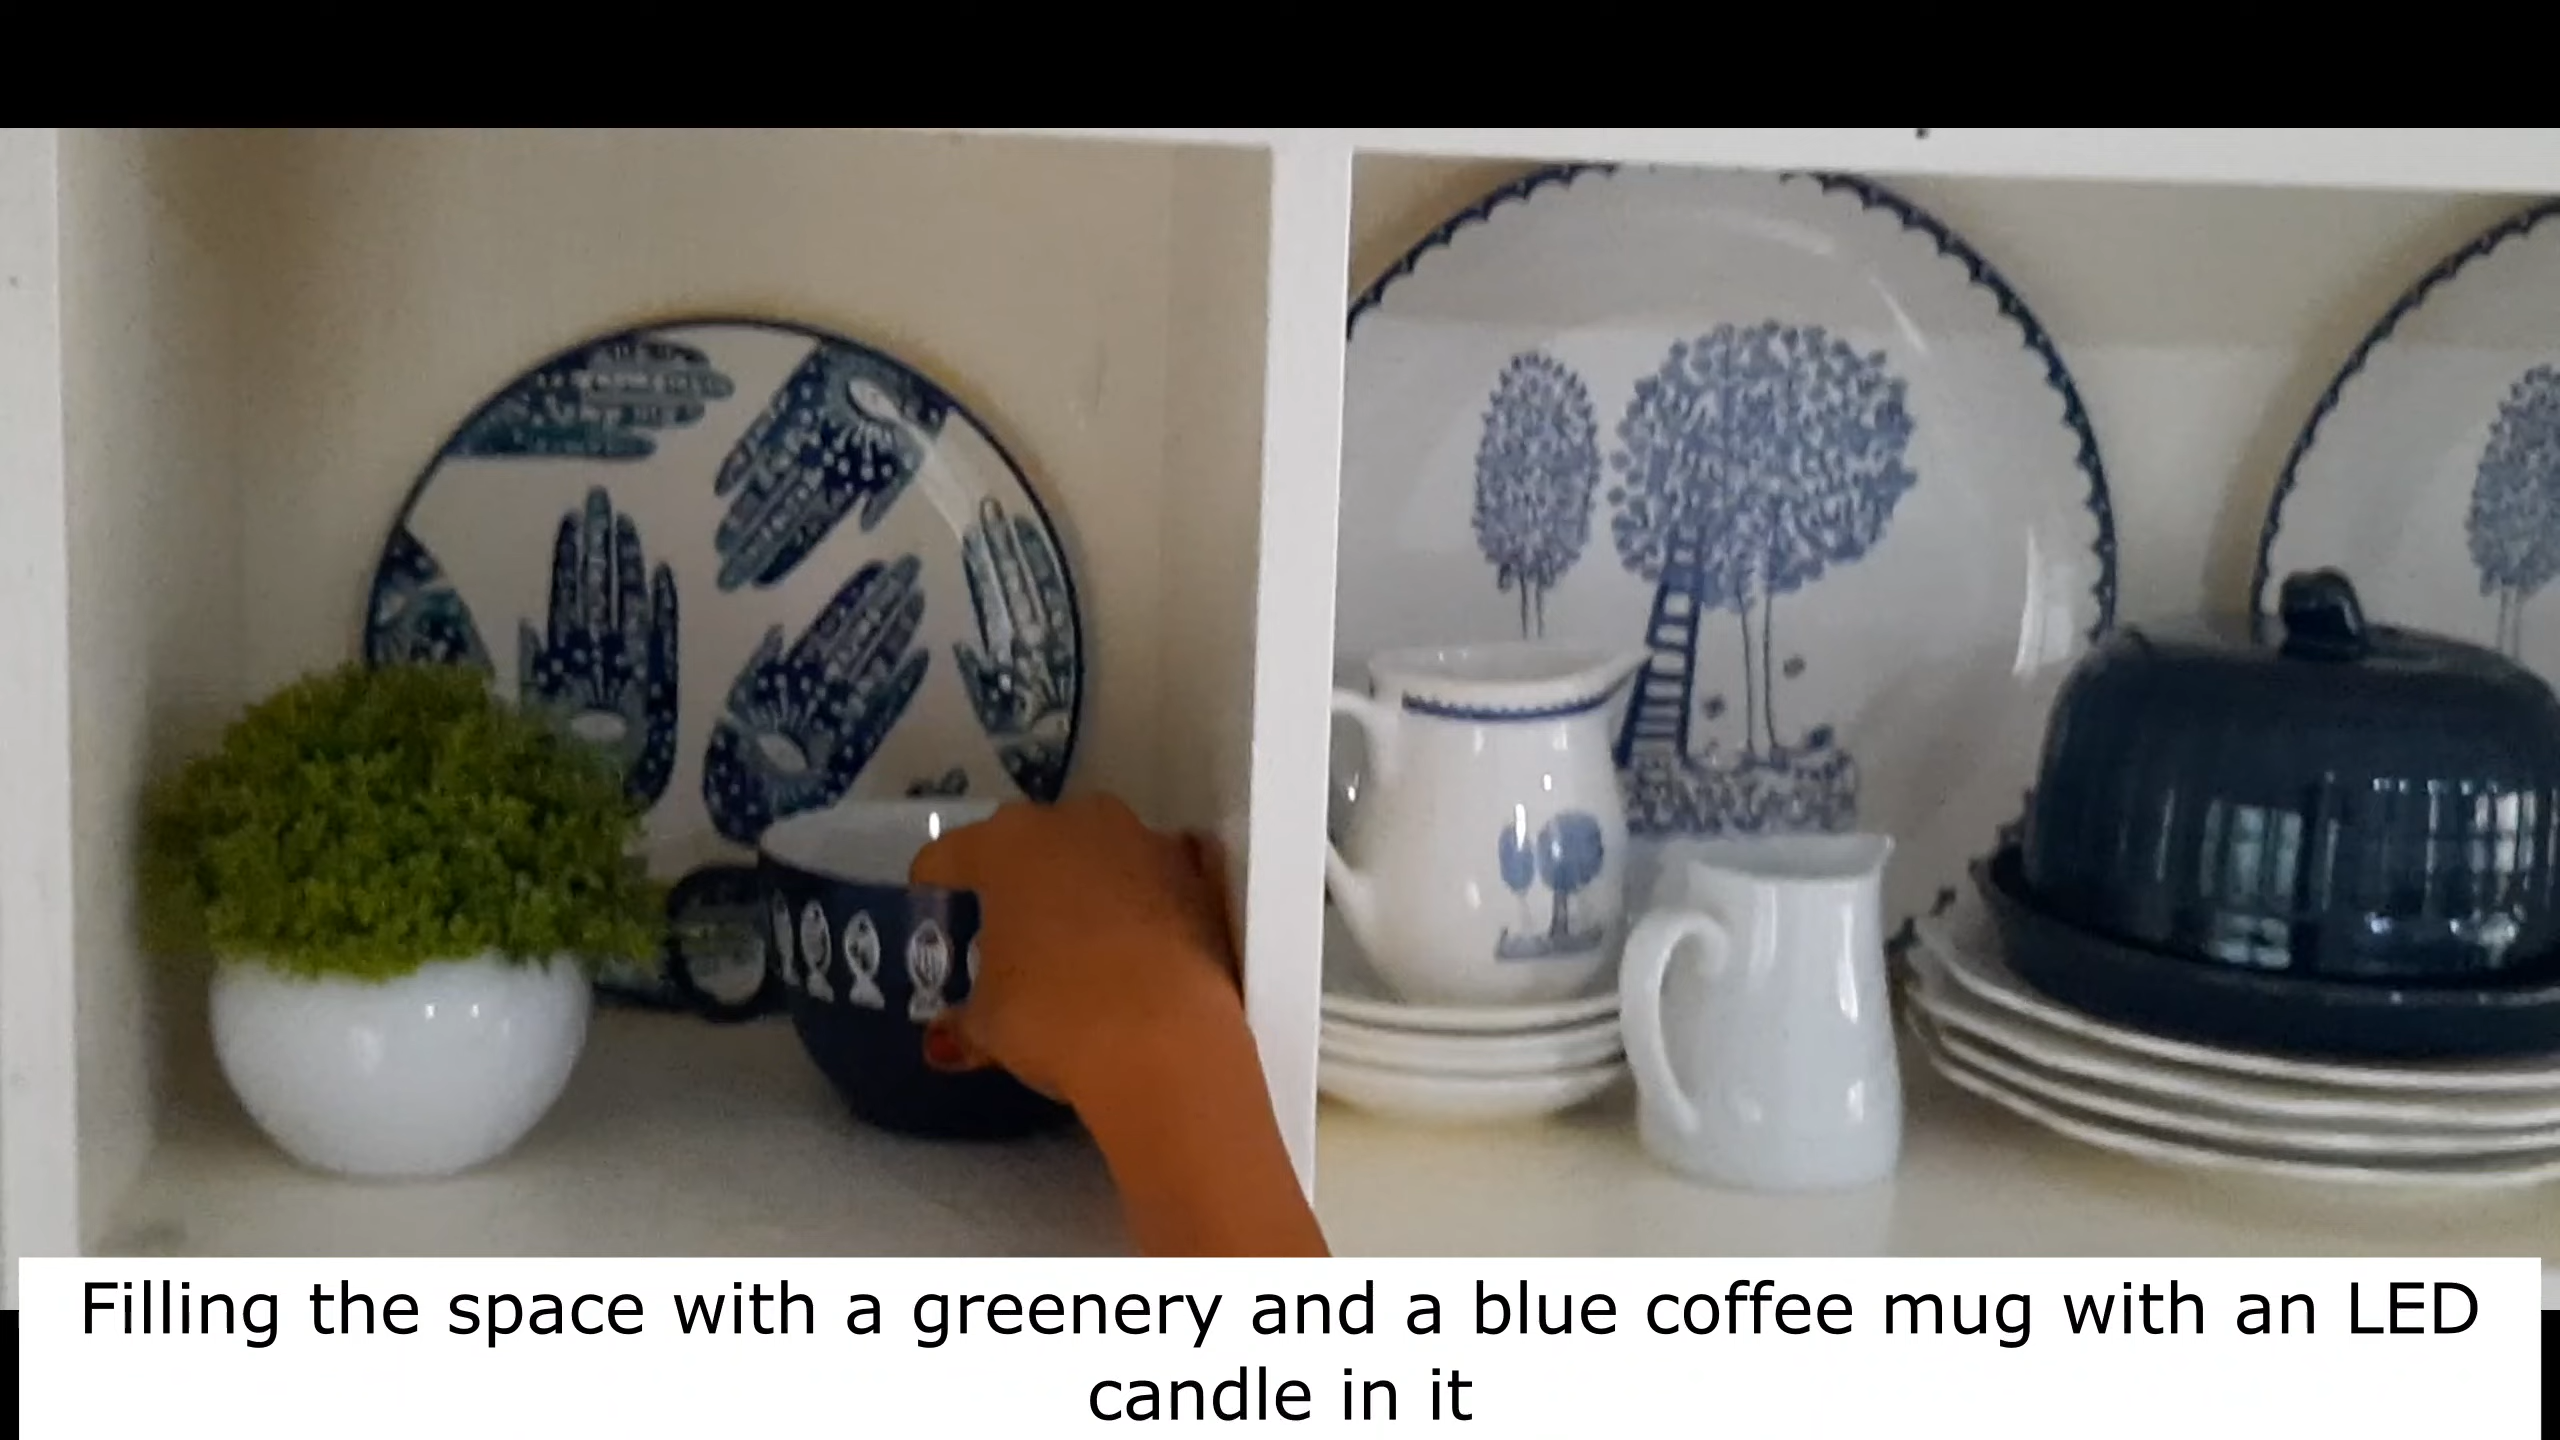 Filling the space with a greenery and a blue coffee mug with an LED
candle in it